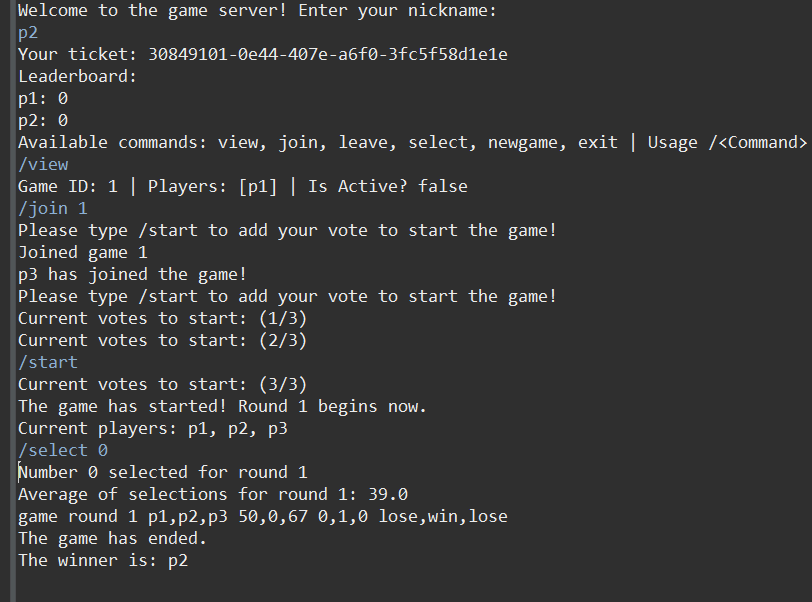 Welcome to the game server! Enter your nickname:
p2
Your ticket: 30849101-0e44-407e-a6f0-3fc5f58d1e1e
Leaderboard:
p1: 0
p2: 0
Available commands: view, join, leave, select, newgame, exit | Usage /<Command>
/view
Game ID: 1 | Players: [p1] | Is Active? false
/join 1
Please type /start to add your vote to start the game!
Joined game 1
p3 has joined the game!
Please type /start to add your vote to start the game!
Current votes to start: (1/3)
Current votes to start: (2/3)
/start
Current votes to start: (3/3)
The game has started! Round 1 begins now.
Current players: p1, p2, p3
/select 0
Number 0 selected for round 1
Average of selections for round 1: 39.0
game round 1 p1,p2,p3 50,0,67 0,1,0 lose,win,lose
The game has ended.
The winner is: p2